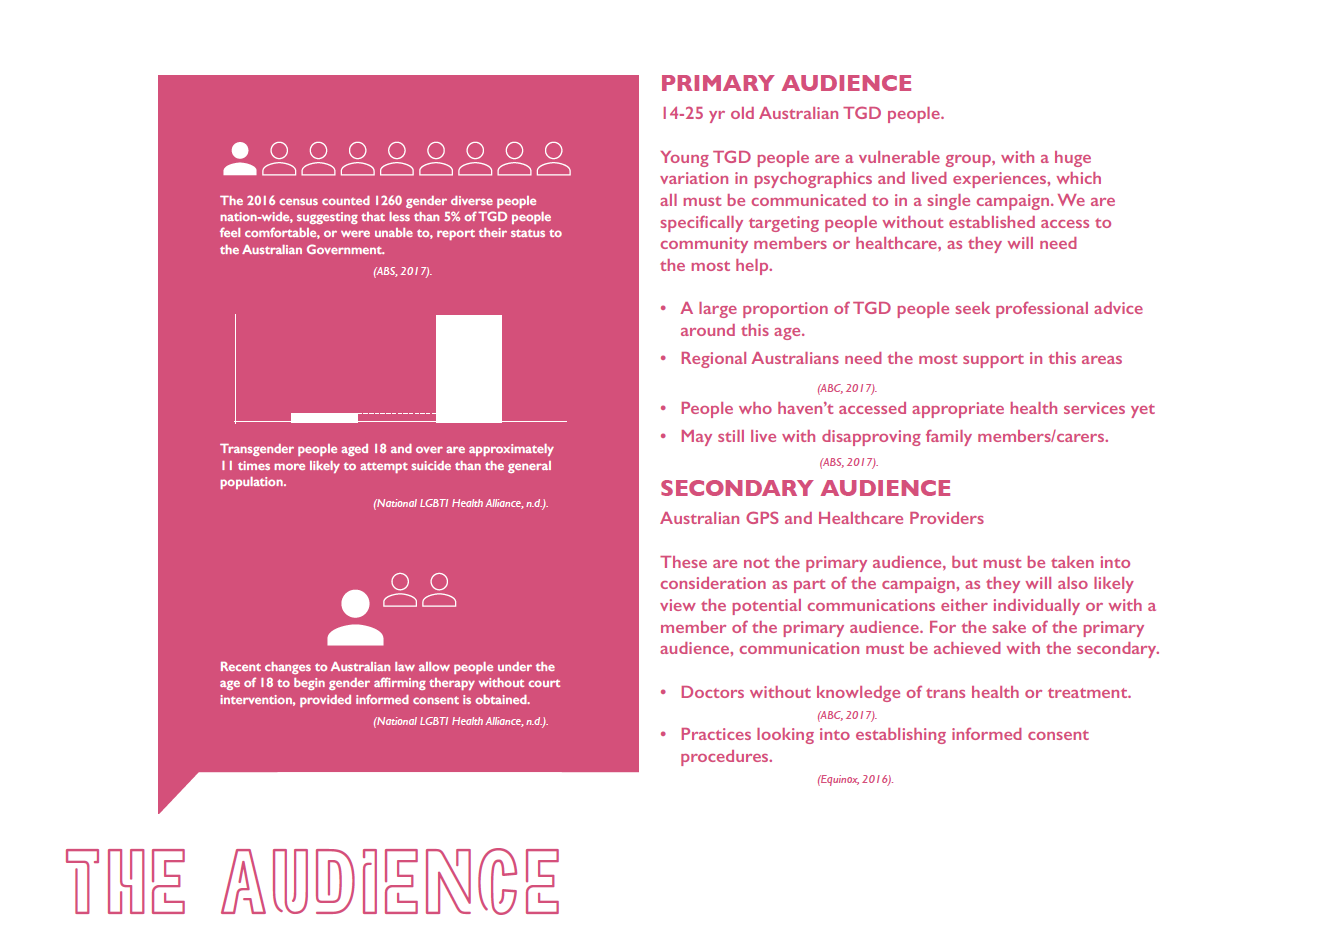 The 2016 census counted 1260 gender diverse people
nation-wide, suggesting that less than 5% of TGD people
feel comfortable, or were unable to, report their status to
the Australian Government.
(ABS, 2017).
Transgender people aged 18 and over are approximately
11 times more likely to attempt suicide than the general
population.
(National LGBTI Health Alliance, n.d.).
Recent changes to Australian law allow people under the
age of 18 to begin gender affirming therapy without court
intervention, provided informed consent is obtained.
(National LGBTI Health Alliance, n.d.).
PRIMARY AUDIENCE
14-25 yr old Australian TGD people.
Young TGD people are a vulnerable group, with a huge
variation in psychographics and lived experiences, which
all must be communicated to in a single campaign. We are
specifically targeting people without established access to
community members or healthcare, as they will need
the most help.
• A large proportion of TGD people seek professional advice
around this age.
• Regional Australians need the most support in this areas
(ABC, 2017).
• People who haven't accessed appropriate health services yet
• May still live with disapproving family members/carers.
(ABS, 2017).
SECONDARY AUDIENCE
Australian GPS and Healthcare Providers
These are not the primary audience, but must be taken into
consideration as part of the campaign, as they will also likely
view the potential communications either individually or with a
member of the primary audience. For the sake of the primary
audience, communication must be achieved with the secondary.
• Doctors without knowledge of trans health or treatment.
(ABC, 2017).
• Practices looking into establishing informed consent
procedures.
(Equinox, 2016).
THE AUDIENCE